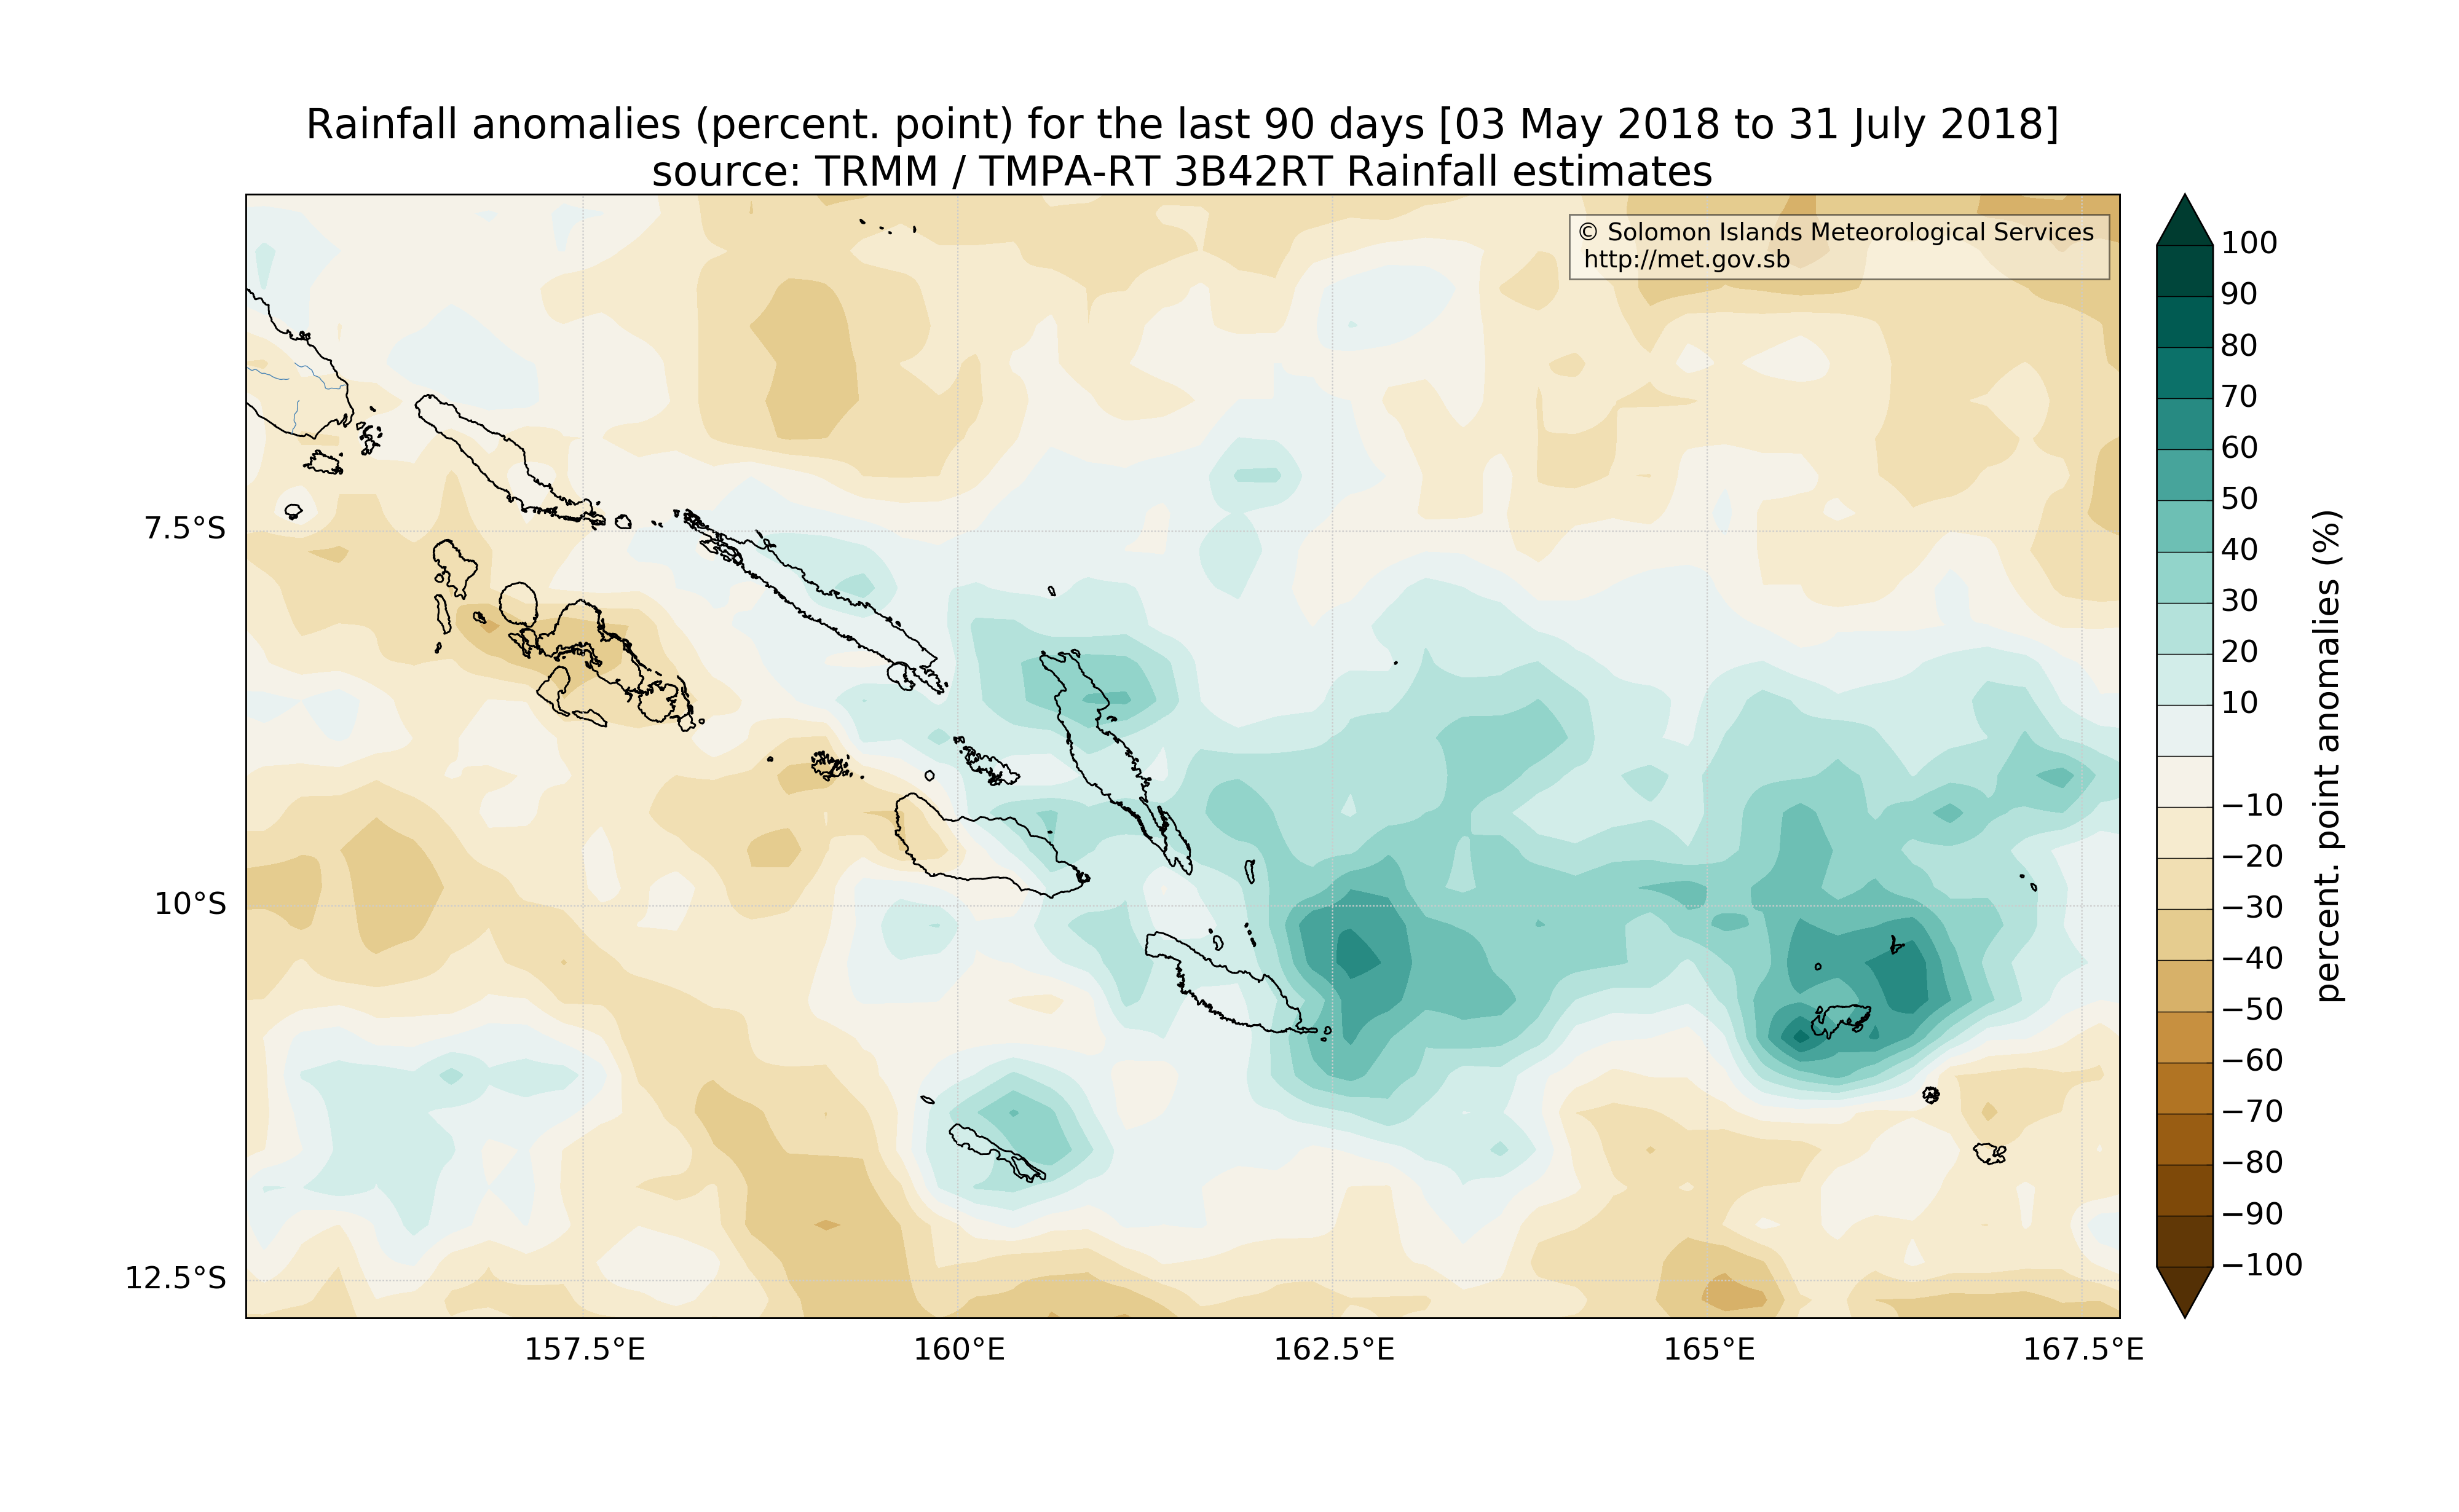 Rainfall anomalies (percent. point) for the last 90 days [03 May 2018 to 31 July 2018]
source: TRMM / TMPA-RT 3B42RT Rainfall estimates
© Solomon Islands Meteorological Services
http://met.gov.sb
7.5°S
10°S
12.5°S
157.5°E
160°E
162.5°E
165°E
167.5°E
100
90
80
70
60
50
40
30
20
10
−10
−20
−30
−40
−50
−60
−70
−80
−90
−100
percent. point anomalies (%)